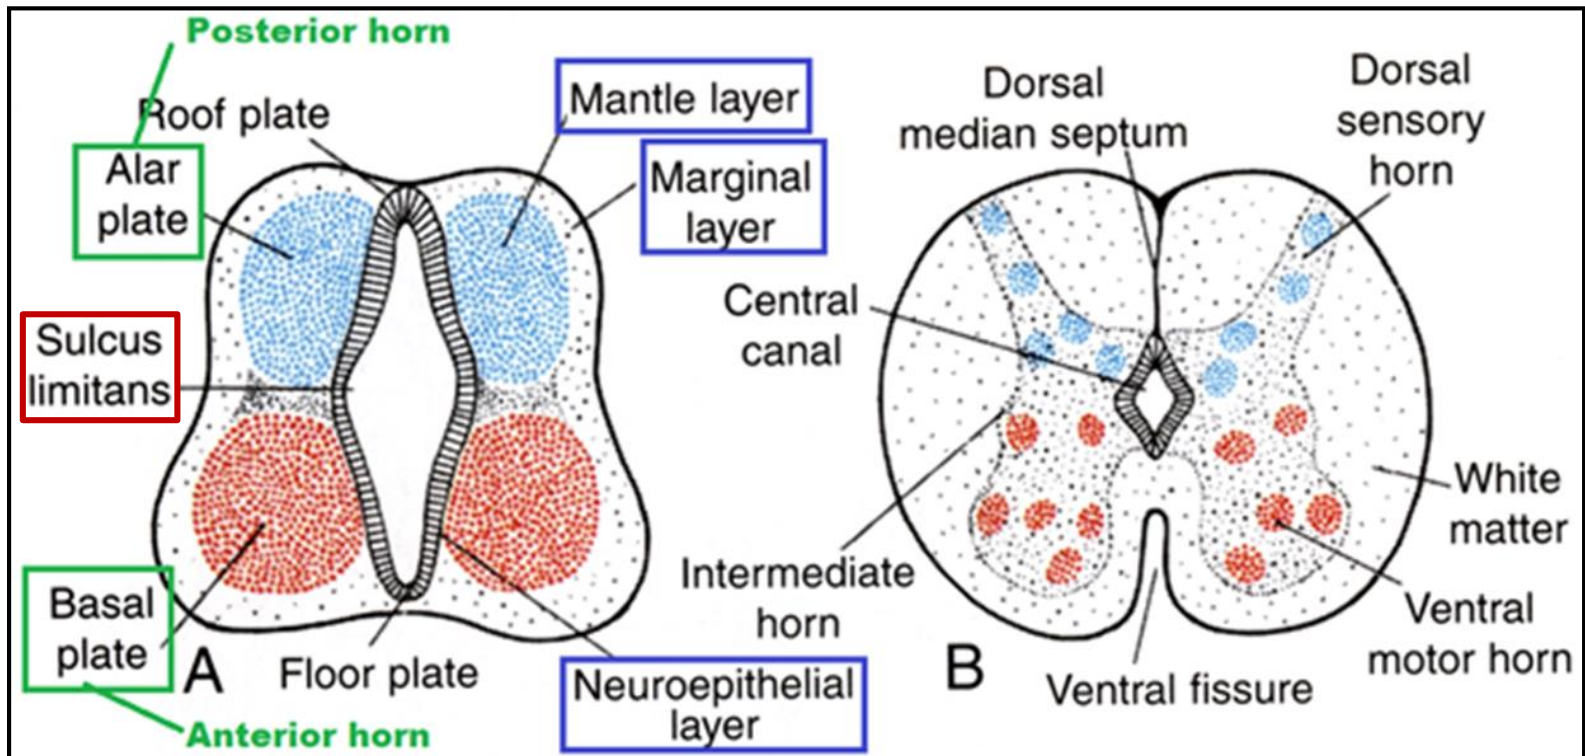 Posterior horn
Roof plate
Alar
plate
Mantle layer
Marginal
layer
Sulcus
limitans
Basal
plate
A
Floor plate
Neuroepithelial
layer
Anterior horn
Dorsal
median septum
Dorsal
sensory
horn
Central
canal
Intermediate
horn
White
matter
Ventral
motor horn
B
Ventral fissure